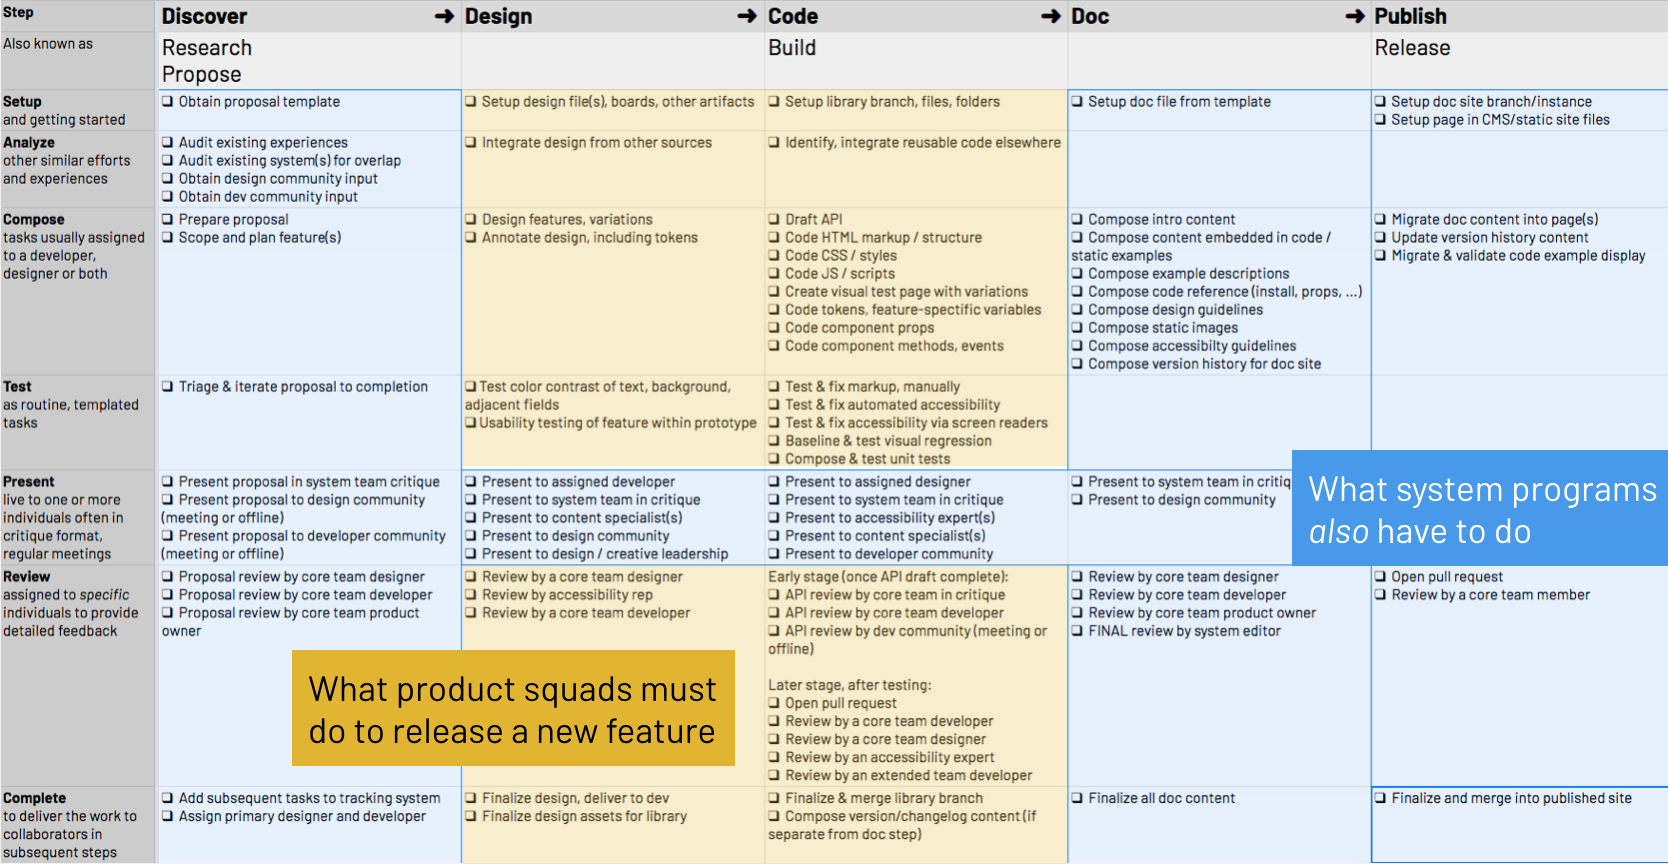 Step
Discover → Design → Code → Doc → Publish
Also known as
Research
Propose
Build
Release
Setup
and getting started
❏ Obtain proposal template
❏ Setup design file(s), boards, other artifacts
❏ Setup library branch, files, folders
❏ Setup doc file from template
❏ Setup doc site branch/instance
❏ Setup page in CMS/static site files
Analyze
other similar efforts
and experiences
❏ Audit existing experiences
❏ Audit existing system(s) for overlap
❏ Obtain design community input
❏ Obtain dev community input
❏ Integrate design from other sources
❏ Identify, integrate reusable code elsewhere
Compose
tasks usually assigned
to a developer,
designer or both
❏ Prepare proposal
❏ Scope and plan feature(s)
❏ Design features, variations
❏ Annotate design, including tokens
❏ Draft API
❏ Code HTML markup / structure
❏ Code CSS / styles
❏ Code JS / scripts
❏ Create visual test page with variations
❏ Code tokens, feature-spectific variables
❏ Code component props
❏ Code component methods, events
❏ Compose intro content
❏ Compose content embedded in code /
static examples
❏ Compose example descriptions
❏ Compose code reference (install, props, ...)
❏ Compose design guidelines
❏ Compose static images
❏ Compose accessibilty guidelines
❏ Compose version history for doc site
❏ Migrate doc content into page(s)
❏ Update version history content
❏ Migrate & validate code example display
Test
as routine, templated
tasks
❏ Triage & iterate proposal to completion
❏ Test color contrast of text, background,
adjacent fields
❏ Usability testing of feature within prototype
❏ Test & fix markup, manually
❏ Test & fix automated accessibility
❏ Test & fix accessibility via screen readers
❏ Baseline & test visual regression
❏ Compose & test unit tests
Present
live to one or more
individuals often in
critique format,
regular meetings
❏ Present proposal in system team critique
❏ Present proposal to design community
(meeting or offline)
❏ Present proposal to developer community
(meeting or offline)
❏ Present to assigned developer
❏ Present to system team in critique
❏ Present to content specialist(s)
❏ Present to design community
❏ Present to design / creative leadership
❏ Present to assigned designer
❏ Present to system team in critique
❏ Present to accessibility expert(s)
❏ Present to content specialist(s)
❏ Present to developer community
❏ Present to system team in critiq
❏ Present to design community
What system programs
also have to do
Review
assigned to specific
individuals to provide
detailed feedback
❏ Proposal review by core team designer
❏ Proposal review by core team developer
❏ Proposal review by core team product
owner
❏ Review by a core team designer
❏ Review by accessibility rep
❏ Review by a core team developer
Early stage (once API draft complete):
❏ API review by core team in critique
❏ API review by core team developer
❏ API review by dev community (meeting or
offline)
Later stage, after testing:
❏ Open pull request
❏ Review by a core team developer
❏ Review by a core team designer
❏ Review by an accessibility expert
❏ Review by an extended team developer
❏ Review by core team designer
❏ Review by core team developer
❏ Review by core team product owner
❏ FINAL review by system editor
❏ Open pull request
❏ Review by a core team member
What product squads must
do to release a new feature
Complete
to deliver the work to
collaborators in
subsequent steps
❏ Add subsequent tasks to tracking system
❏ Assign primary designer and developer
❏ Finalize design, deliver to dev
❏ Finalize design assets for library
❏ Finalize & merge library branch
❏ Compose version/changelog content (if
separate from doc step)
❏ Finalize all doc content
❏ Finalize and merge into published site